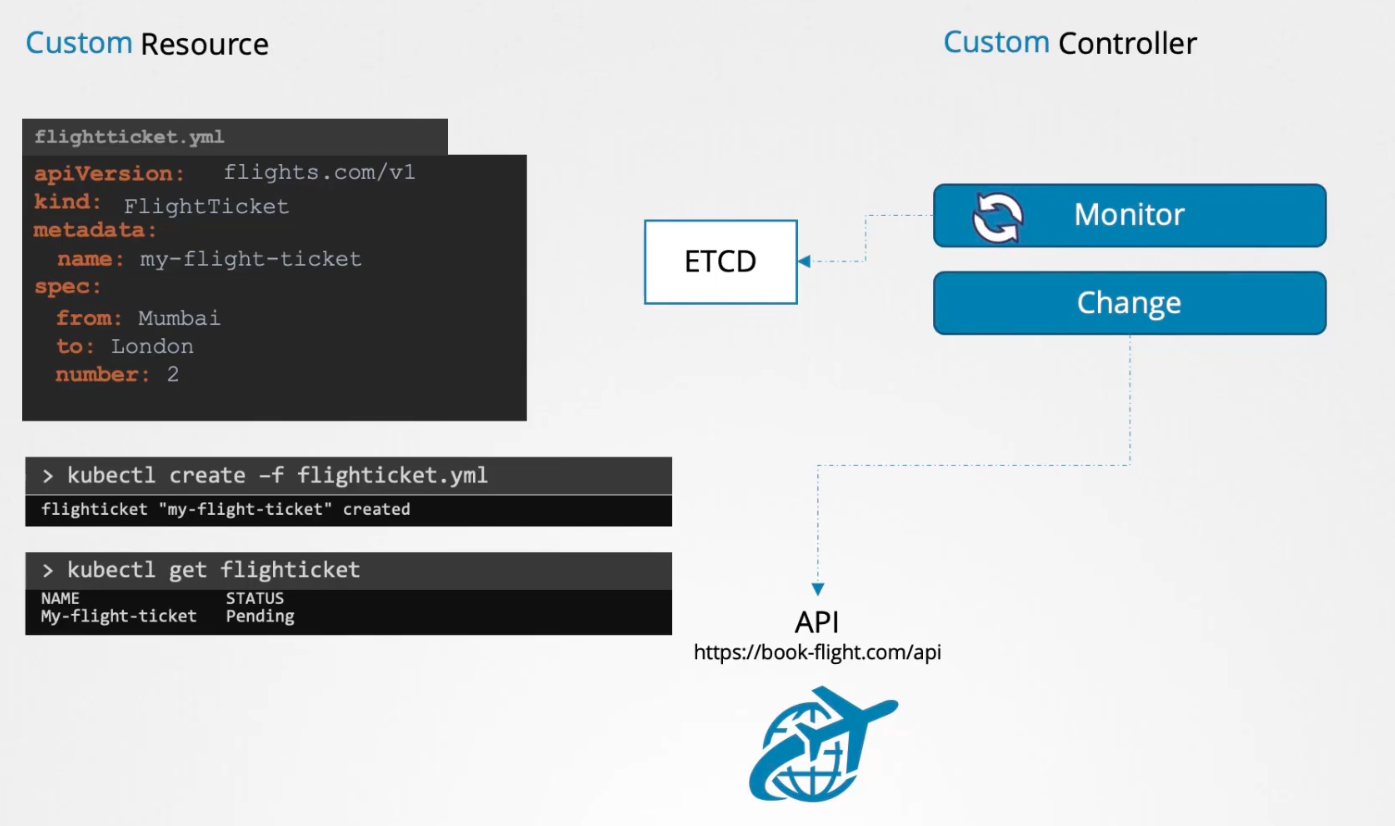 Custom Resource
Custom Controller
flightticket.yml
apiVersion: flights.com/v1
kind: FlightTicket
metadata:
name: my-flight-ticket
spec:
from: Mumbai
to: London
number: 2
> kubectl create –f flighticket.yml
flighticket "my-flight-ticket" created
> kubectl get flighticket
NAME STATUS
My-flight-ticket Pending
ETCD
Monitor
Change
API
https://book-flight.com/api